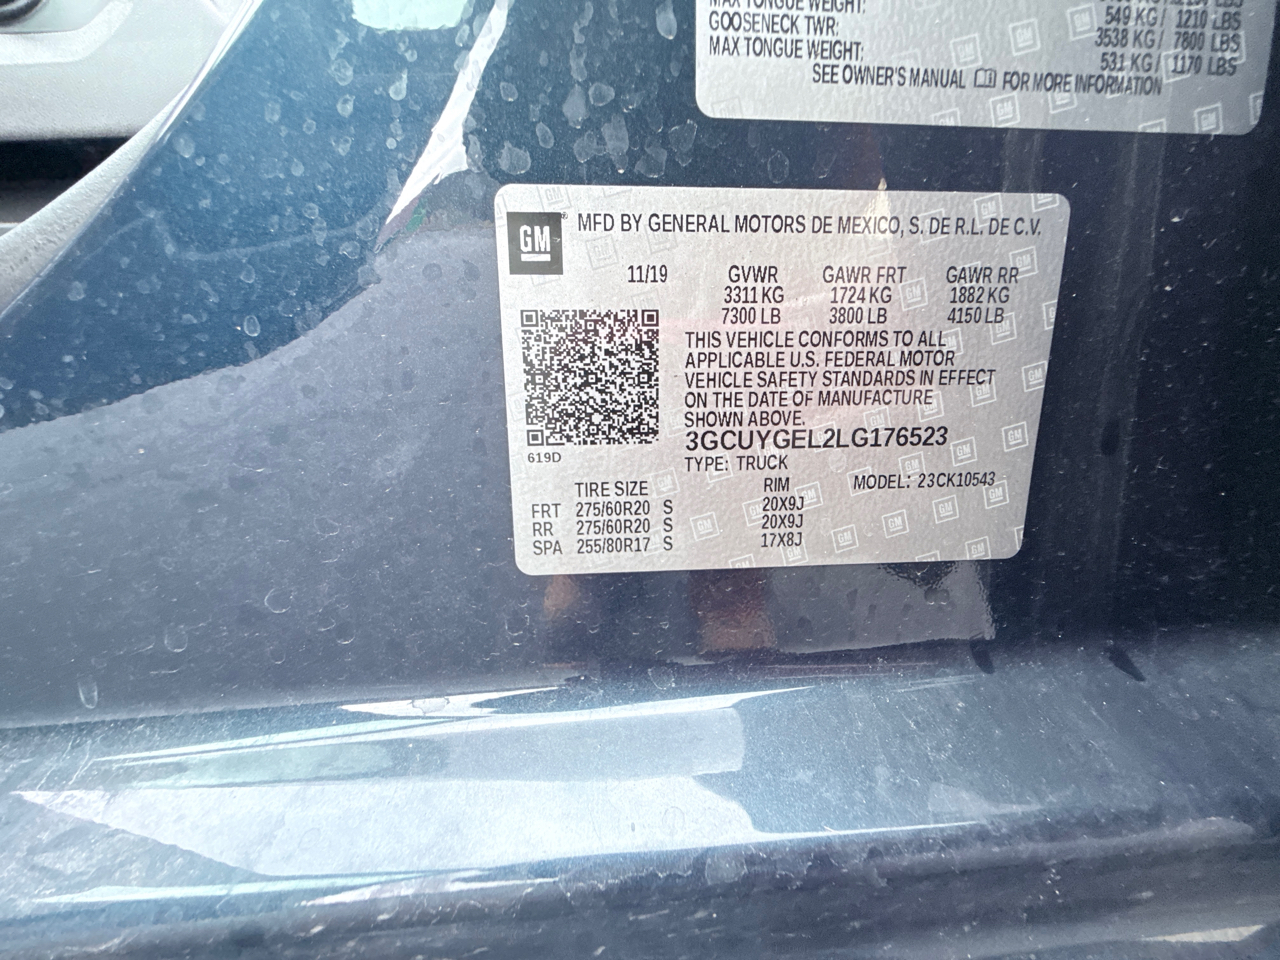 MAX TONGUE WEIGHT: LBS
GOOSENECK TWR: 549 KG/ 1210 LBS
MAX TONGUE WEIGHT: 3538 KG/ 7800 LBS
531 KG/ 1170 LBS
SEE OWNER'S MANUAL FOR MORE INFORMATION
GM® MFD BY GENERAL MOTORS DE MEXICO, S. DE R.L. DE C.V.
11/19 GVWR GAWR FRT GAWR RR
3311 KG 1724 KG 1882 KG
7300 LB 3800 LB 4150 LB
THIS VEHICLE CONFORMS TO ALL
APPLICABLE U.S. FEDERAL MOTOR
VEHICLE SAFETY STANDARDS IN EFFECT
ON THE DATE OF MANUFACTURE
SHOWN ABOVE.
3GCUYGEL2LG176523
619D
TYPE: TRUCK
TIRE SIZE RIM MODEL: 23CK10543
FRT 275/60R20 S 20X9J
RR 275/60R20 S 20X9J
SPA 255/80R17 S 17X8J